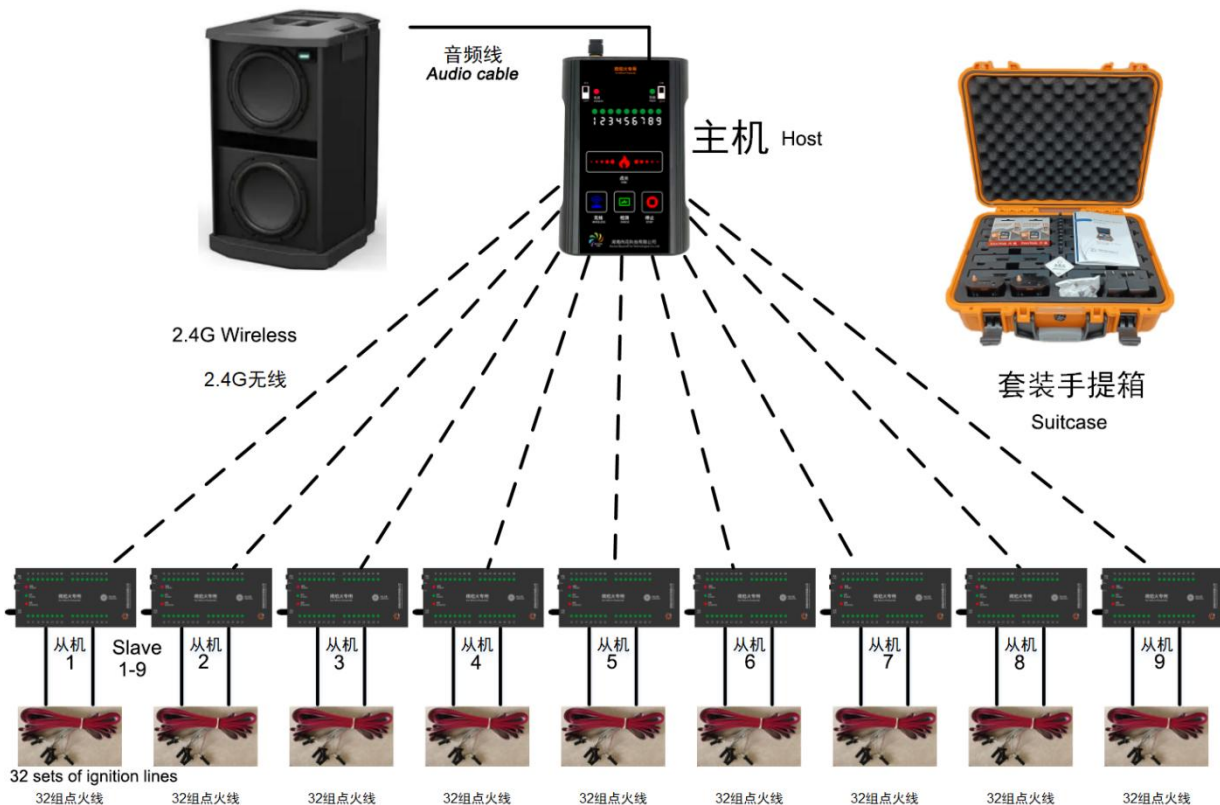 音频线
Audio cable
123456789
主机 Host
2.4G Wireless
2.4G无线
套装手提箱
Suitcase
从机
1
Slave
1-9
从机
2
从机
3
从机
4
从机
5
从机
6
从机
7
从机
8
从机
9
32 sets of ignition lines
32组点火线
32组点火线
32组点火线
32组点火线
32组点火线
32组点火线
32组点火线
32组点火线
32组点火线